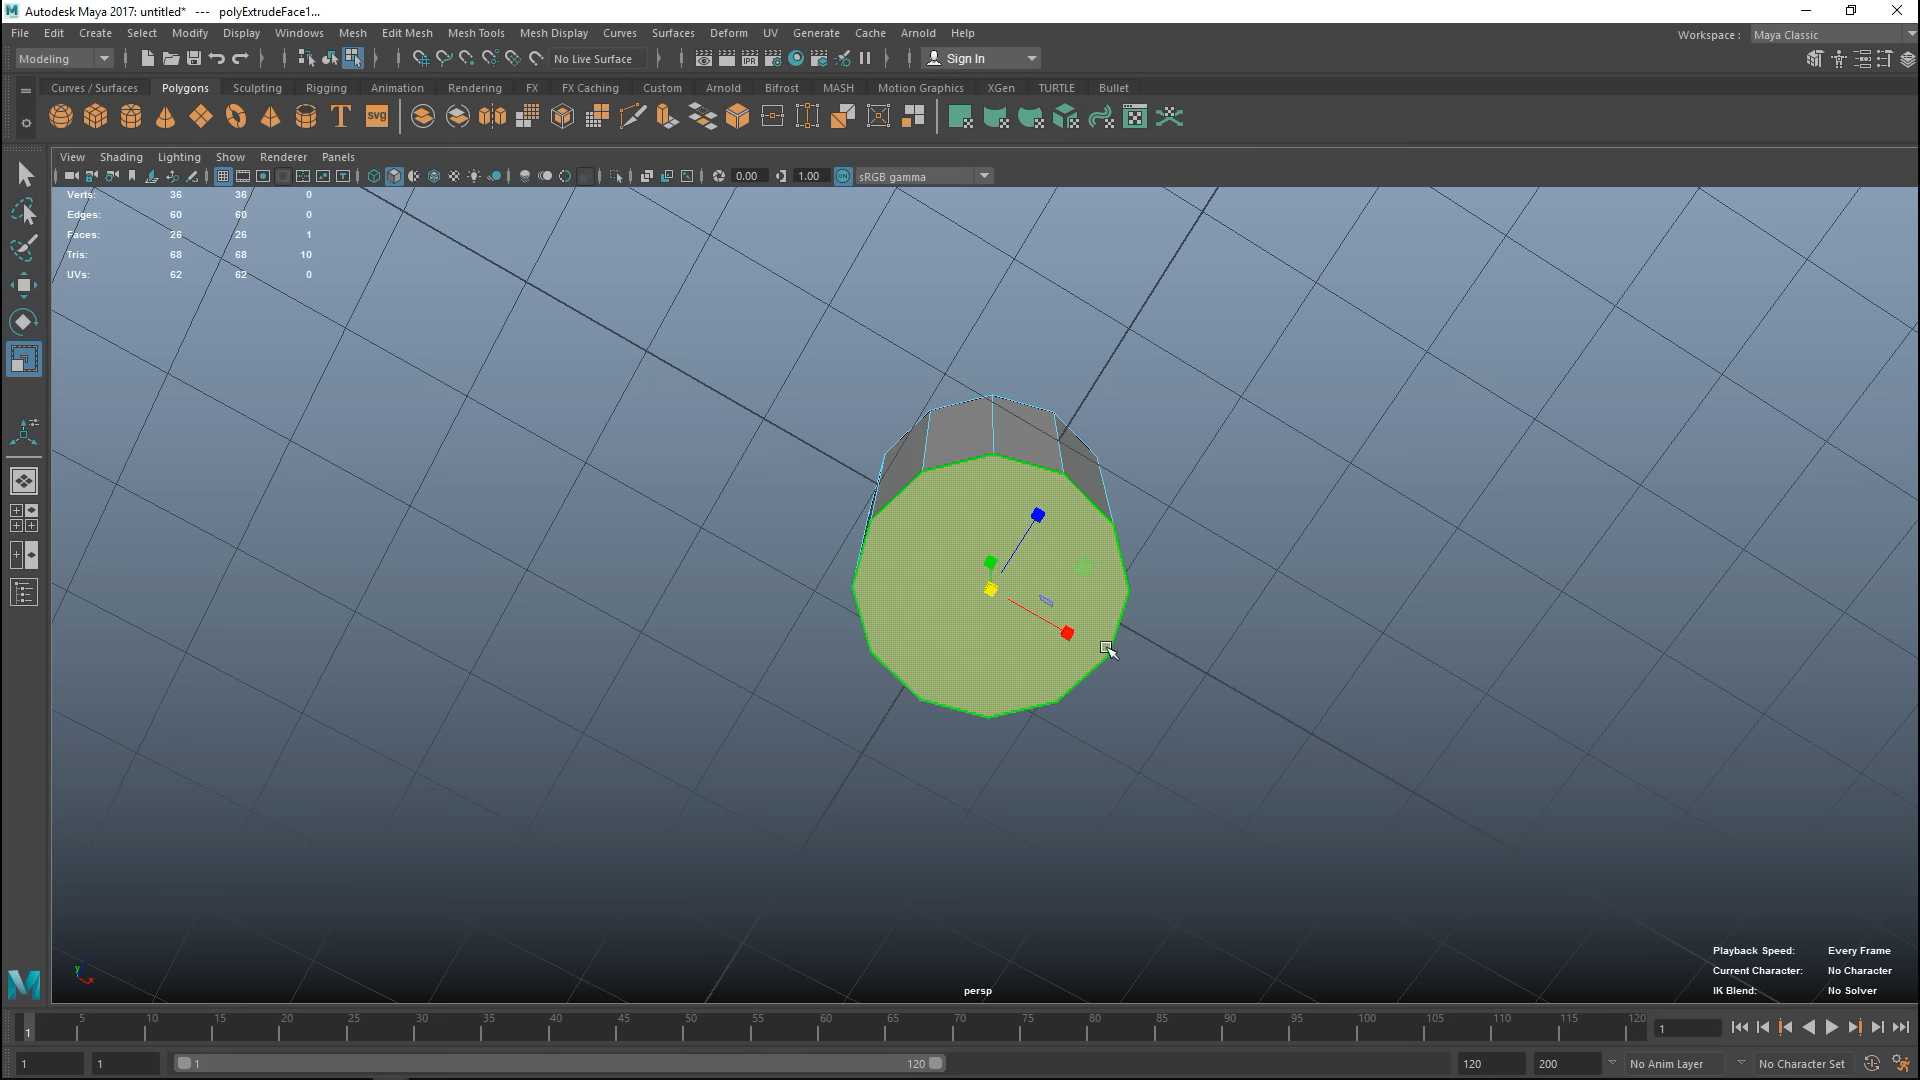 Autodesk Maya 2017: untitled*   ---   polyExtrudeFace1...
File Edit Create Select Modify Display Windows Mesh Edit Mesh Mesh Tools Mesh Display Curves Surfaces Deform UV Generate Cache Arnold Help Workspace : Maya Classic
Modeling No Live Surface IPR Sign In
Curves / Surfaces Polygons Sculpting Rigging Animation Rendering FX FX Caching Custom Arnold Bifrost MASH Motion Graphics XGen TURTLE Bullet
T SVG
View Shading Lighting Show Renderer Panels
0.00 1.00 ON sRGB gamma
Verts: 36 36 0
Edges: 60 60 0
Faces: 26 26 1
Tris: 68 68 10
UVs: 62 62 0
Playback Speed: Every Frame
Current Character: No Character
IK Blend: No Solver
y x
persp
5 10 15 20 25 30 35 40 45 50 55 60 65 70 75 80 85 90 95 100 105 110 115 120
1 1
1 1 1 120 120 200 No Anim Layer No Character Set